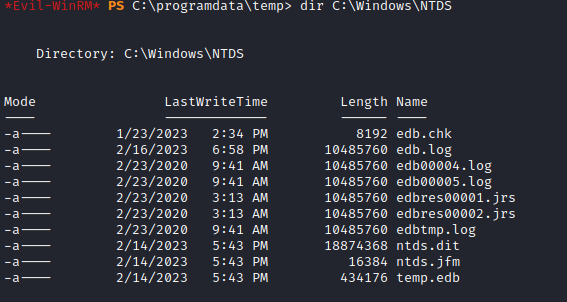 *Evil-WinRM* PS C:\programdata\temp> dir C:\Windows\NTDS
Directory: C:\Windows\NTDS
Mode LastWriteTime Length Name
---- ------------- ------ ----
-a---- 1/23/2023 2:34 PM 8192 edb.chk
-a---- 2/16/2023 6:58 PM 10485760 edb.log
-a---- 2/23/2020 9:41 AM 10485760 edb00004.log
-a---- 2/23/2020 9:41 AM 10485760 edb00005.log
-a---- 2/23/2020 3:13 AM 10485760 edbres00001.jrs
-a---- 2/23/2020 3:13 AM 10485760 edbres00002.jrs
-a---- 2/23/2020 9:41 AM 10485760 edbtmp.log
-a---- 2/14/2023 5:43 PM 18874368 ntds.dit
-a---- 2/14/2023 5:43 PM 16384 ntds.jfm
-a---- 2/14/2023 5:43 PM 434176 temp.edb